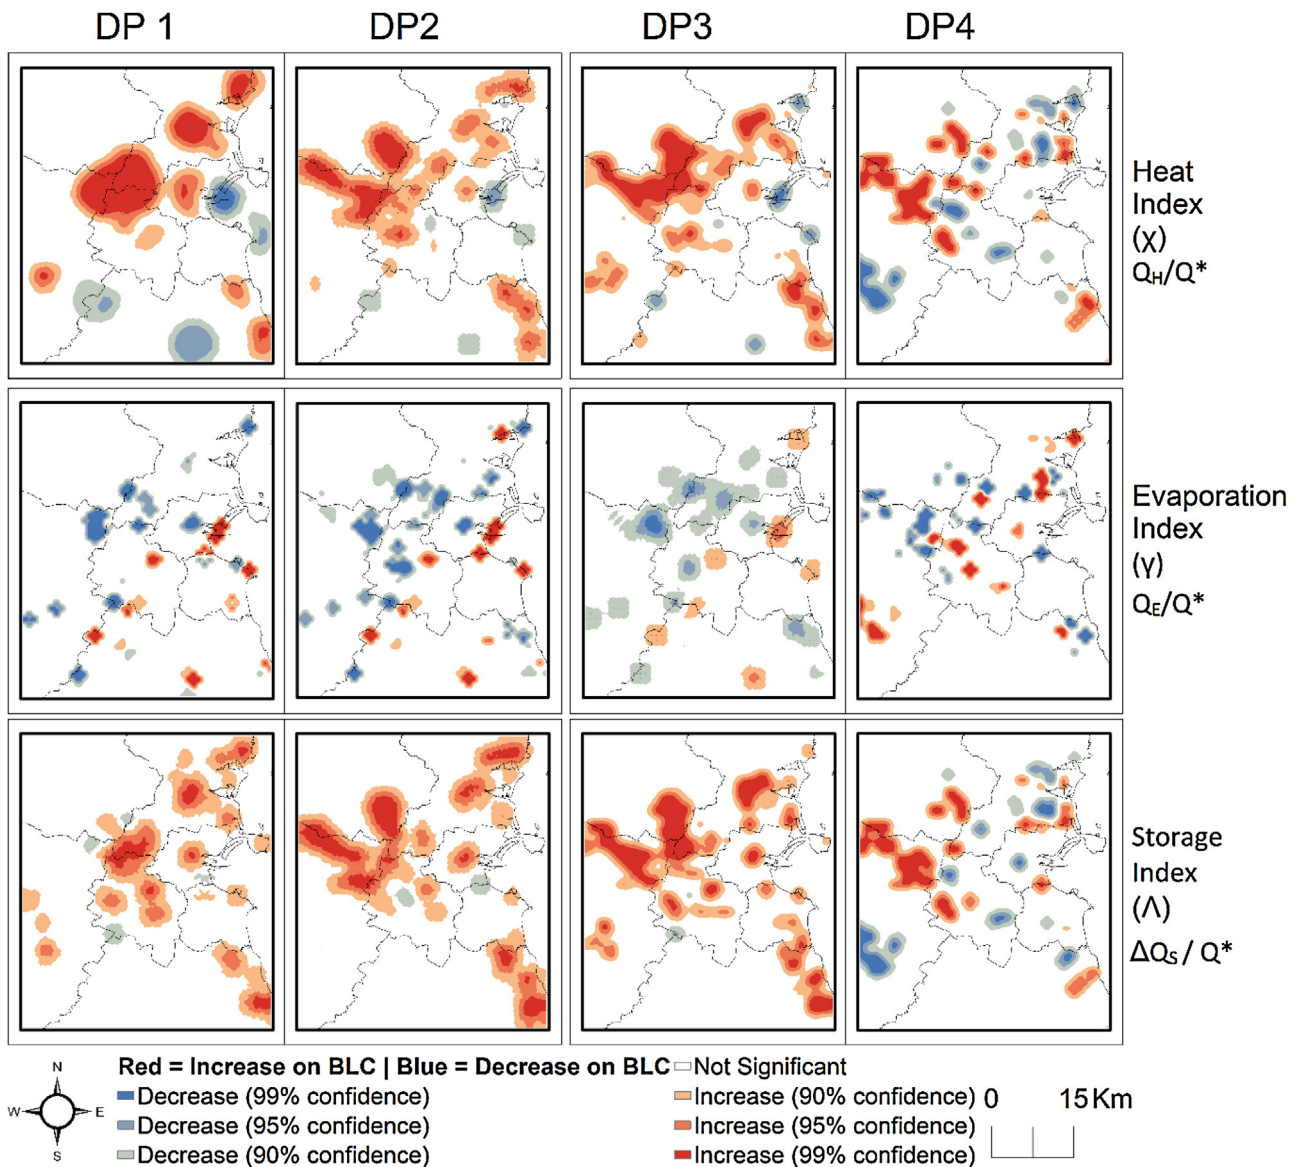 DP 1 DP2 DP3 DP4
Heat
Index
(χ)
QH/Q*
Evaporation
Index
(γ)
QE/Q*
Storage
Index
(Λ)
ΔQS / Q*
Red = Increase on BLC | Blue = Decrease on BLC Not Significant
N
W E
S
Decrease (99% confidence)
Decrease (95% confidence)
Decrease (90% confidence)
Increase (90% confidence)
Increase (95% confidence)
Increase (99% confidence)
0 15 Km